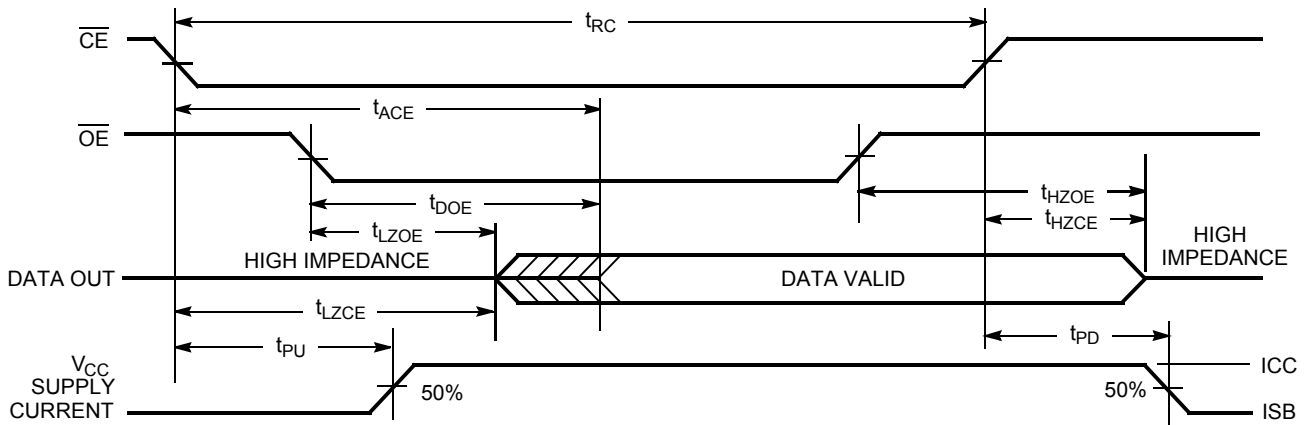 tRC
CE
tACE
OE
tHZOE
tDOE
tHZCE
tLZOE
HIGH IMPEDANCE
HIGH
IMPEDANCE
DATA OUT
DATA VALID
tLZCE
tPU
tPD
VCC
SUPPLY
CURRENT
50%
50%
ICC
ISB